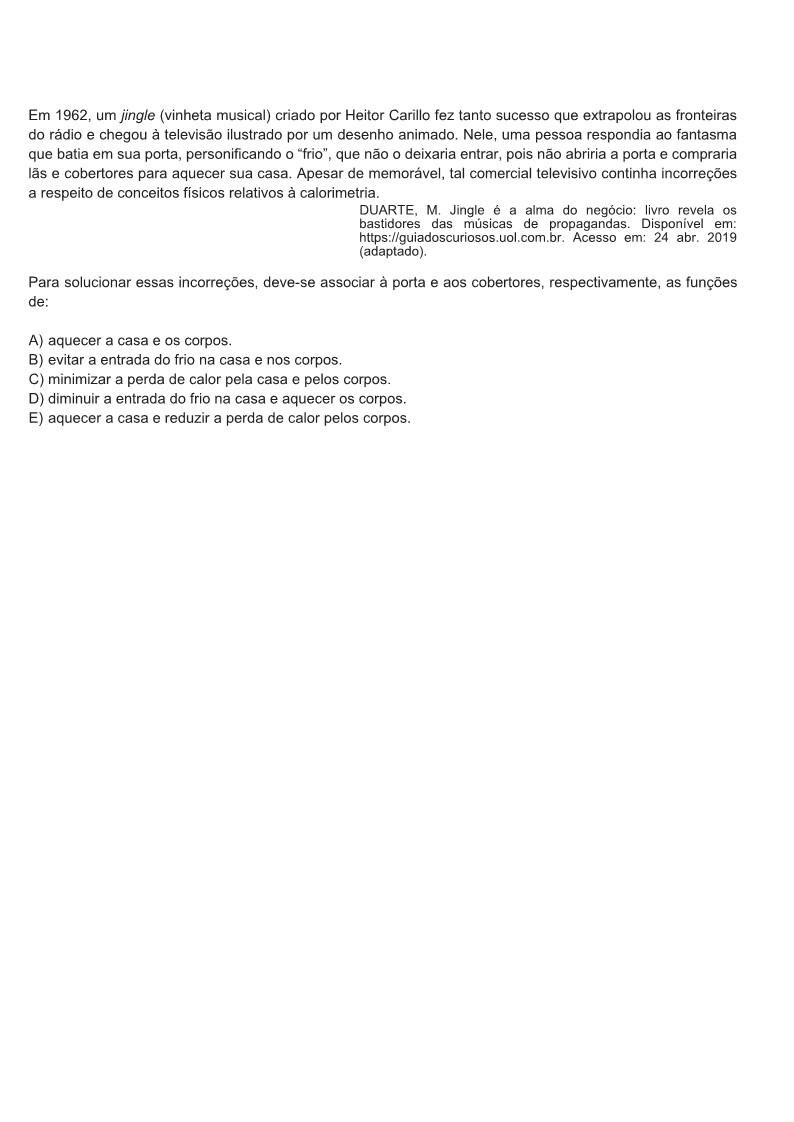 Em 1962, um jingle (vinheta musical) criado por Heitor Carillo fez tanto sucesso que extrapolou as fronteiras
do rádio e chegou à televisão ilustrado por um desenho animado. Nele, uma pessoa respondia ao fantasma
que batia em sua porta, personificando o “frio”, que não o deixaria entrar, pois não abriria a porta e compraria
lãs e cobertores para aquecer sua casa. Apesar de memorável, tal comercial televisivo continha incorreções
a respeito de conceitos físicos relativos à calorimetria.
DUARTE, M. Jingle é a alma do negócio: livro revela os
bastidores das músicas de propagandas. Disponível em:
https://guiadoscuriosos.uol.com.br. Acesso em: 24 abr. 2019
(adaptado).
Para solucionar essas incorreções, deve-se associar à porta e aos cobertores, respectivamente, as funções
de:
A) aquecer a casa e os corpos.
B) evitar a entrada do frio na casa e nos corpos.
C) minimizar a perda de calor pela casa e pelos corpos.
D) diminuir a entrada do frio na casa e aquecer os corpos.
E) aquecer a casa e reduzir a perda de calor pelos corpos.